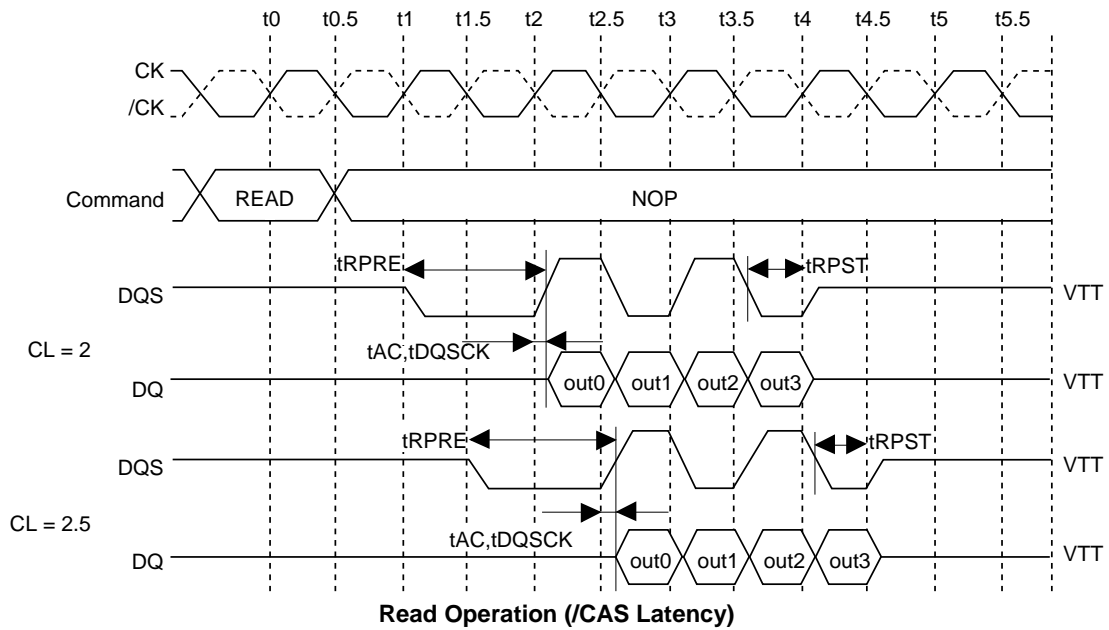 t0 t0.5 t1 t1.5 t2 t2.5 t3 t3.5 t4 t4.5 t5 t5.5
CK
/CK
Command READ NOP
tRPRE tRPST
DQS VTT
CL = 2
tAC,tDQSCK
DQ out0 out1 out2 out3 VTT
tRPRE tRPST
DQS VTT
CL = 2.5
tAC,tDQSCK
DQ out0 out1 out2 out3 VTT
Read Operation (/CAS Latency)